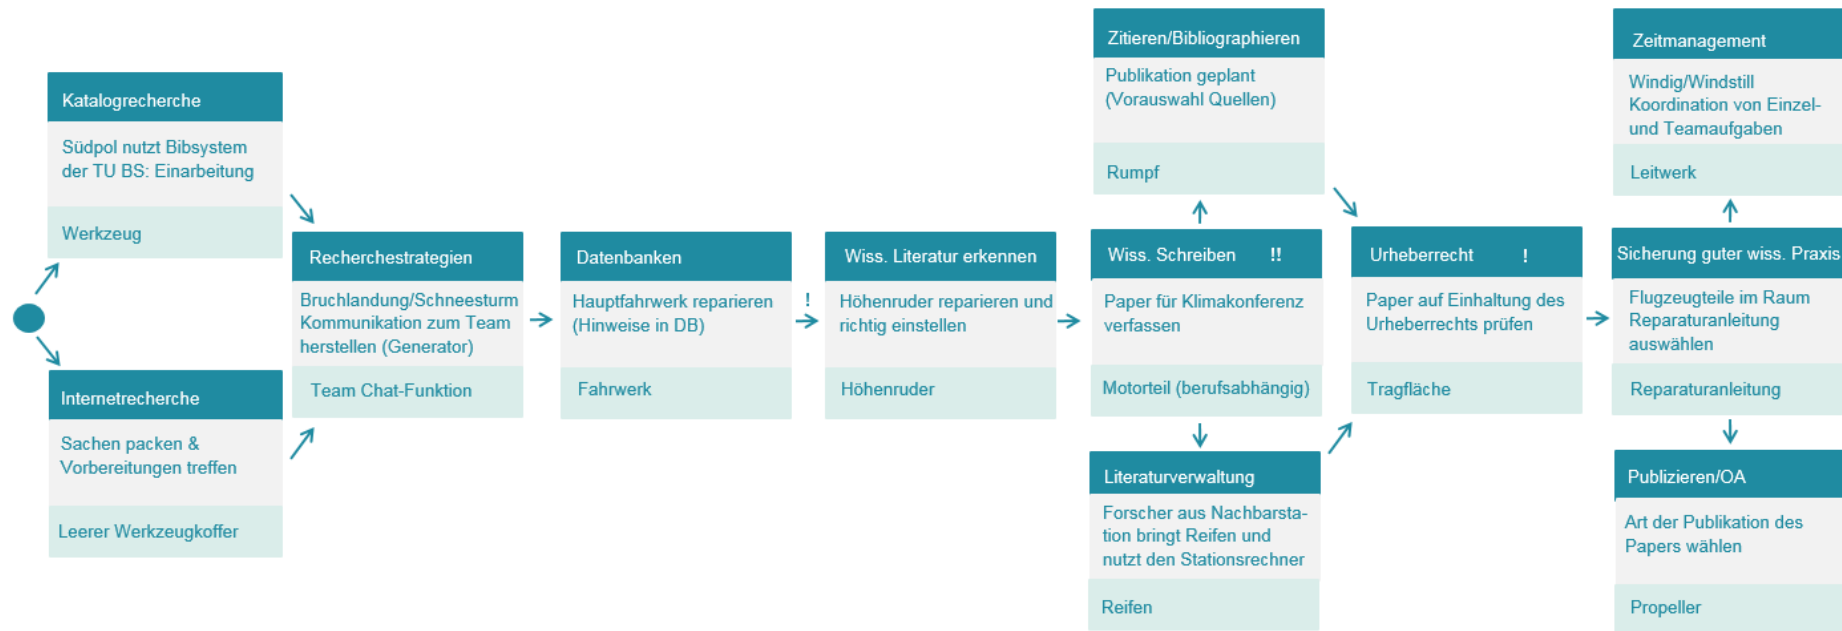 Katalogrecherche
Südpol nutzt Bibsystem
der TU BS: Einarbeitung
Werkzeug
Internetrecherche
Sachen packen &
Vorbereitungen treffen
Leerer Werkzeugkoffer
Recherchestrategien
Bruchlandung/Schneesturm
Kommunikation zum Team
herstellen (Generator)
Team Chat-Funktion
Datenbanken
Hauptfahrwerk reparieren
(Hinweise in DB)
Fahrwerk
!
Wiss. Literatur erkennen
Höhenruder reparieren und
richtig einstellen
Höhenruder
Zitieren/Bibliographieren
Publikation geplant
(Vorauswahl Quellen)
Rumpf
Wiss. Schreiben !!
Paper für Klimakonferenz
verfassen
Motorteil (berufsabhängig)
Literaturverwaltung
Forscher aus Nachbarsta-
tion bringt Reifen und
nutzt den Stationsrechner
Reifen
Urheberrecht !
Paper auf Einhaltung des
Urheberrechts prüfen
Tragfläche
Zeitmanagement
Windig/Windstill
Koordination von Einzel-
und Teamaufgaben
Leitwerk
Sicherung guter wiss. Praxis
Flugzeugteile im Raum
Reparaturanleitung
auswählen
Reparaturanleitung
Publizieren/OA
Art der Publikation des
Papers wählen
Propeller